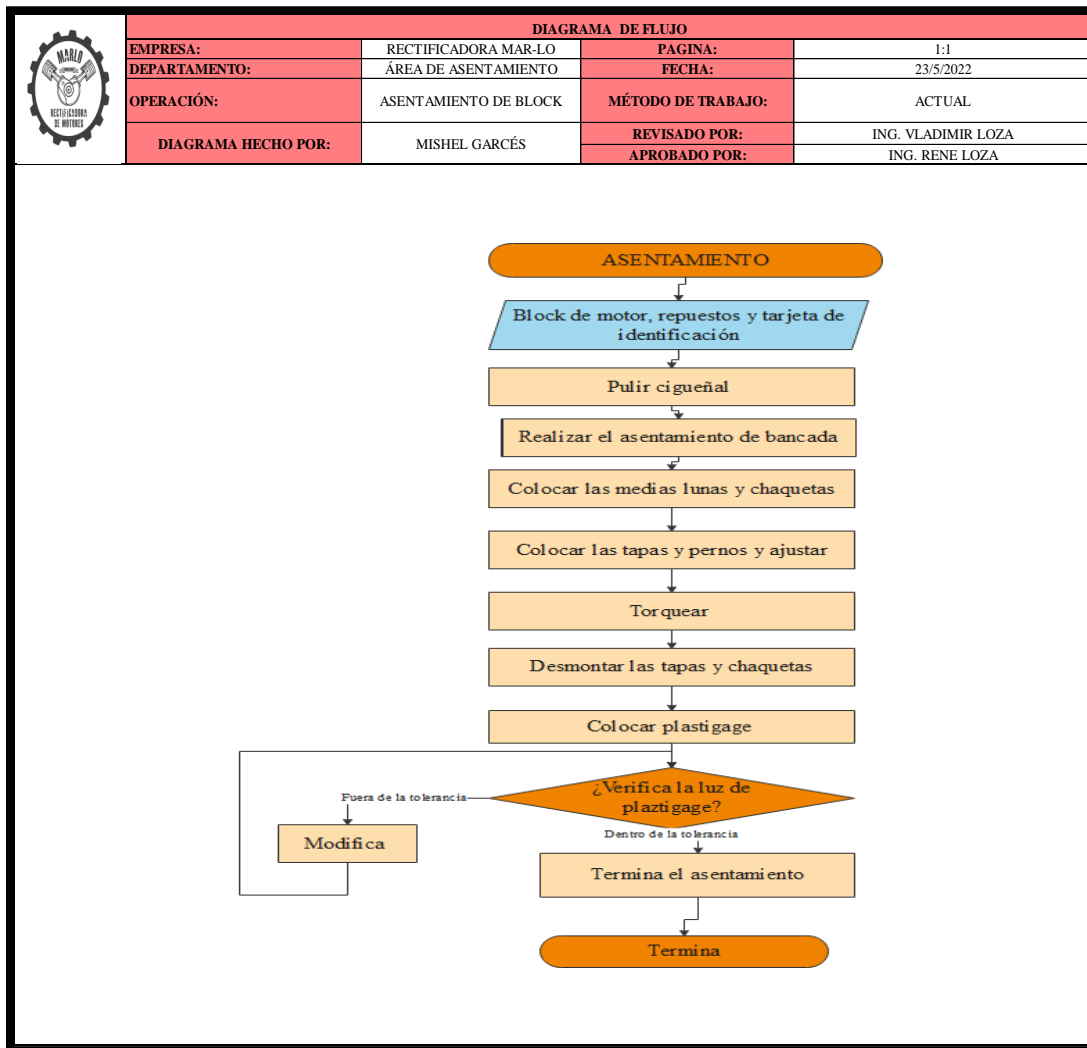 DIAGRAMA DE FLUJO
MARLO
RECTIFICADORA
DE MOTORES
EMPRESA: RECTIFICADORA MAR-LO PAGINA: 1:1
DEPARTAMENTO: ÁREA DE ASENTAMIENTO FECHA: 23/5/2022
OPERACIÓN: ASENTAMIENTO DE BLOCK MÉTODO DE TRABAJO: ACTUAL
DIAGRAMA HECHO POR: MISHEL GARCÉS REVISADO POR: ING. VLADIMIR LOZA
APROBADO POR: ING. RENE LOZA
ASENTAMIENTO
Block de motor, repuestos y tarjeta de
identificación
Pulir cigueñal
Realizar el asentamiento de bancada
Colocar las medias lunas y chaquetas
Colocar las tapas y pernos y ajustar
Torquear
Desmontar las tapas y chaquetas
Colocar plastigage
¿Verifica la luz de
plaztigage?
Fuera de la tolerancia
Modifica
Dentro de la tolerancia
Termina el asentamiento
Termina